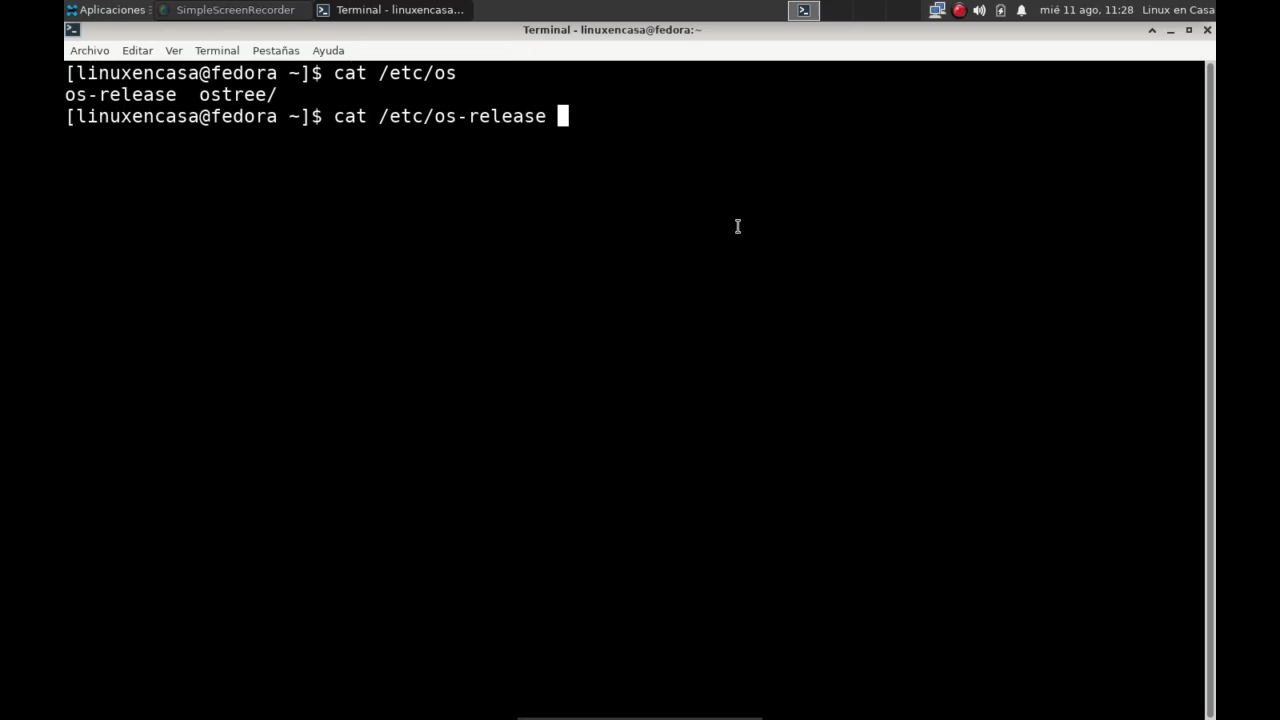 Aplicaciones SimpleScreenRecorder Terminal - linuxencasa... mié 11 ago, 11:28 Linux en Casa
Terminal - linuxencasa@fedora:~
Archivo Editar Ver Terminal Pestañas Ayuda
[linuxencasa@fedora ~]$ cat /etc/os
os-release ostree/
[linuxencasa@fedora ~]$ cat /etc/os-release